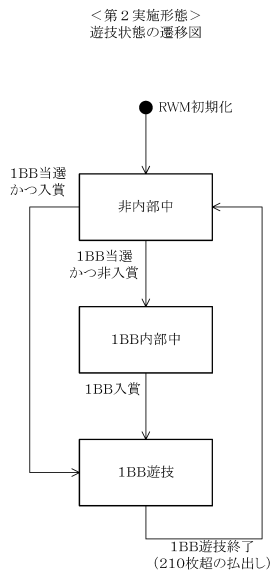 ＜第２実施形態＞
遊技状態の遷移図
RWM初期化
1BB当選
かつ入賞
非内部中
1BB当選
かつ非入賞
1BB内部中
1BB入賞
1BB遊技
1BB遊技終了
（210枚超の払出し）